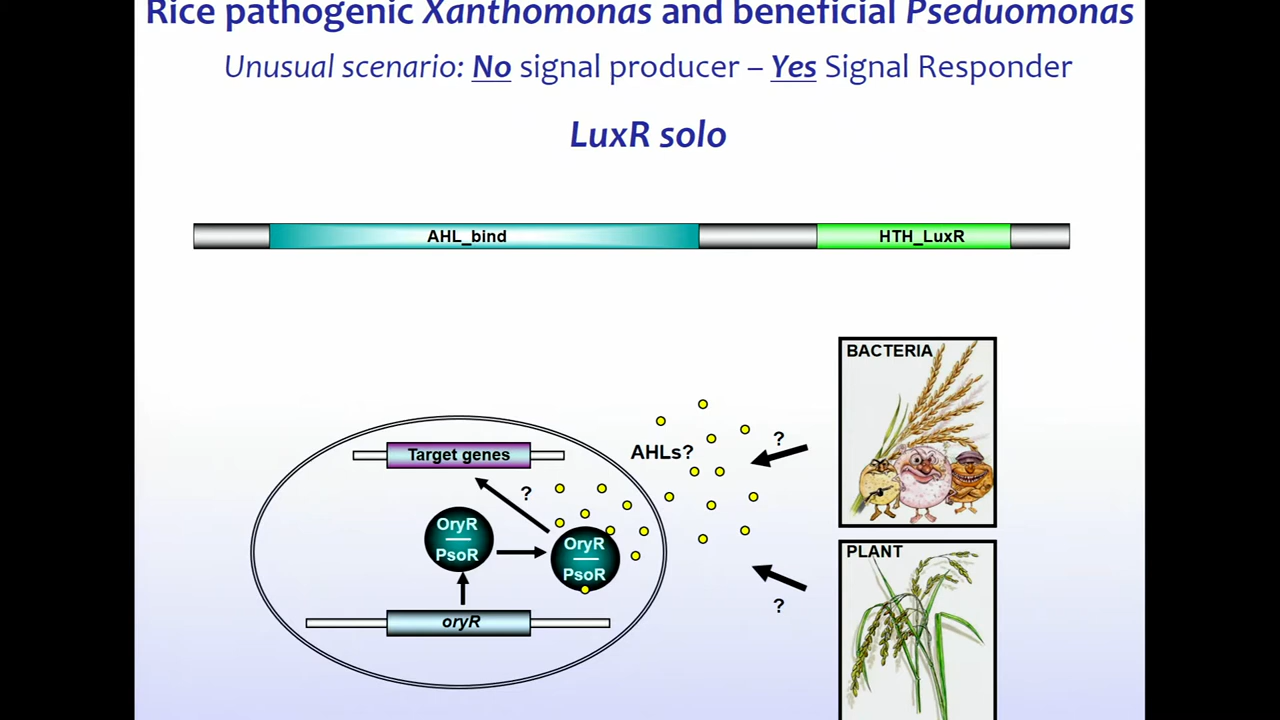 Rice pathogenic Xanthomonas and beneficial Pseduomonas
Unusual scenario: No signal producer – Yes Signal Responder
LuxR solo
AHL_bind
HTH_LuxR
BACTERIA
AHLs?
?
Target genes
?
OryR
PsoR
OryR
PsoR
PLANT
?
oryR